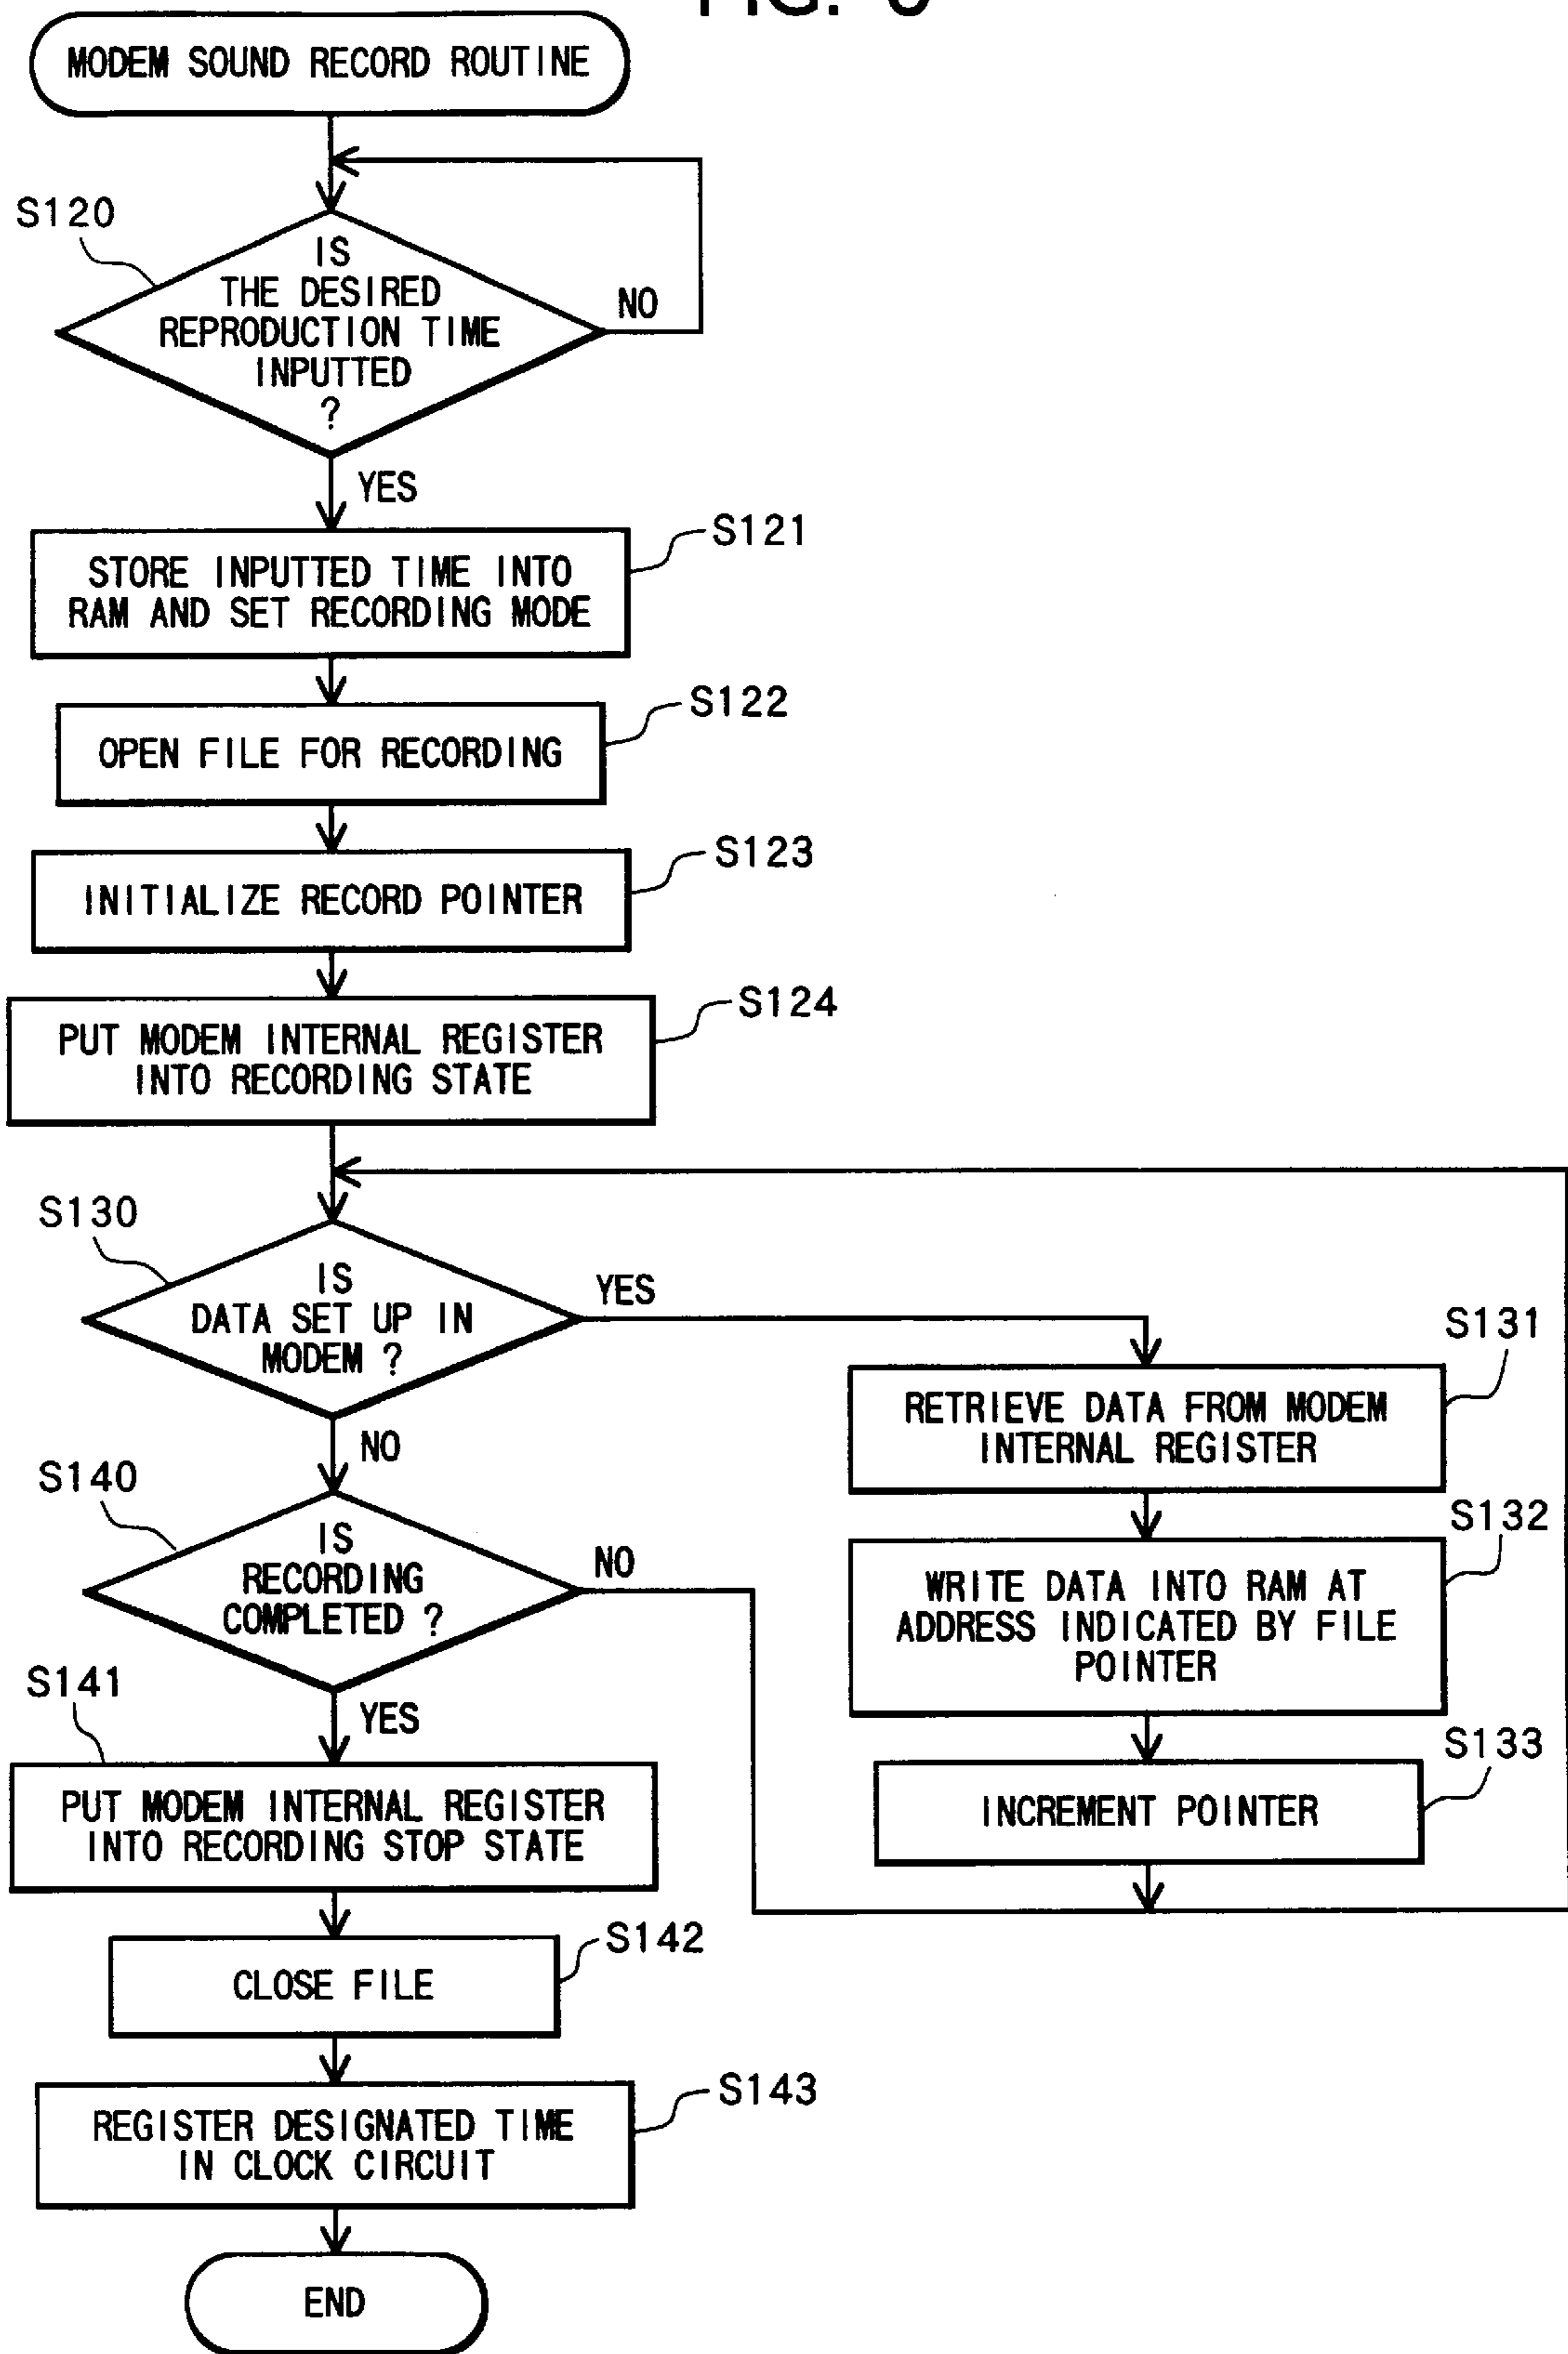 MODEM SOUND RECORD ROUTINE
S120
IS
THE DESIRED
REPRODUCTION TIME
INPUTTED
?
NO
YES
S121
STORE INPUTTED TIME INTO
RAM AND SET RECORDING MODE
S122
OPEN FILE FOR RECORDING
S123
INITIALIZE RECORD POINTER
S124
PUT MODEM INTERNAL REGISTER
INTO RECORDING STATE
S130
IS
DATA SET UP IN
MODEM ?
YES
NO
S131
RETRIEVE DATA FROM MODEM
INTERNAL REGISTER
S132
WRITE DATA INTO RAM AT
ADDRESS INDICATED BY FILE
POINTER
S133
INCREMENT POINTER
S140
IS
RECORDING
COMPLETED ?
NO
YES
S141
PUT MODEM INTERNAL REGISTER
INTO RECORDING STOP STATE
S142
CLOSE FILE
S143
REGISTER DESIGNATED TIME
IN CLOCK CIRCUIT
END